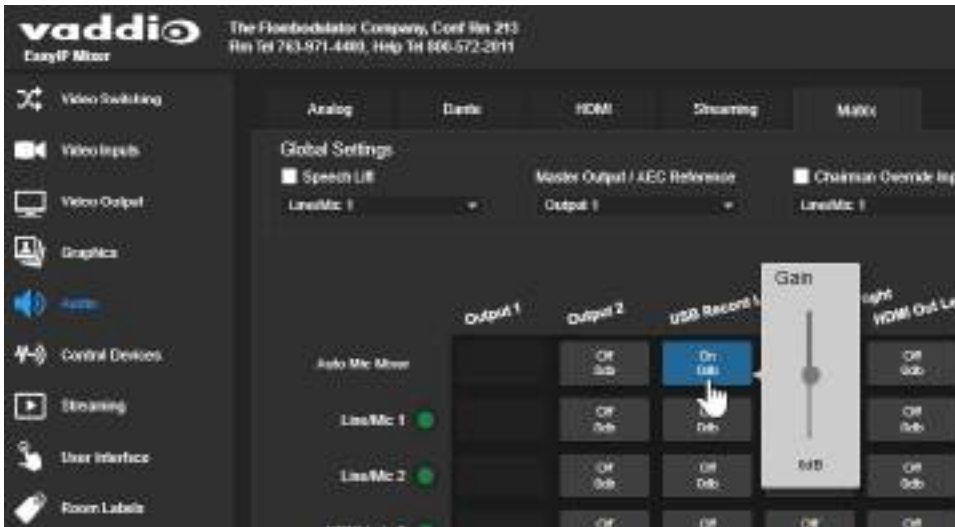 vaddio
EasyIP Mixer
The Flombodulator Company, Conf Rm 213
Rm Tel 763-971-4400, Help Tel 800-572-2011
Video Switching
Video Inputs
Video Output
Graphics
Audio
Control Devices
Streaming
User Interface
Room Labels
Analog
Dante
HDMI
Streaming
Matrix
Global Settings
Speech Lift
Master Output / AEC Reference
Chairman Override Inp
Line/Mic 1
Output 1
Line/Mic 1
Gain
Output 1
Output 2
USB Record L
ight
HDMI Out Le
Auto Mic Mixer
Off
0db
On
0db
Off
0db
Line/Mic 1
Off
0db
0db
Off
0db
Line/Mic 2
Off
0db
Off
0db
0dB
Off
0db
Off
Off
Off
Off